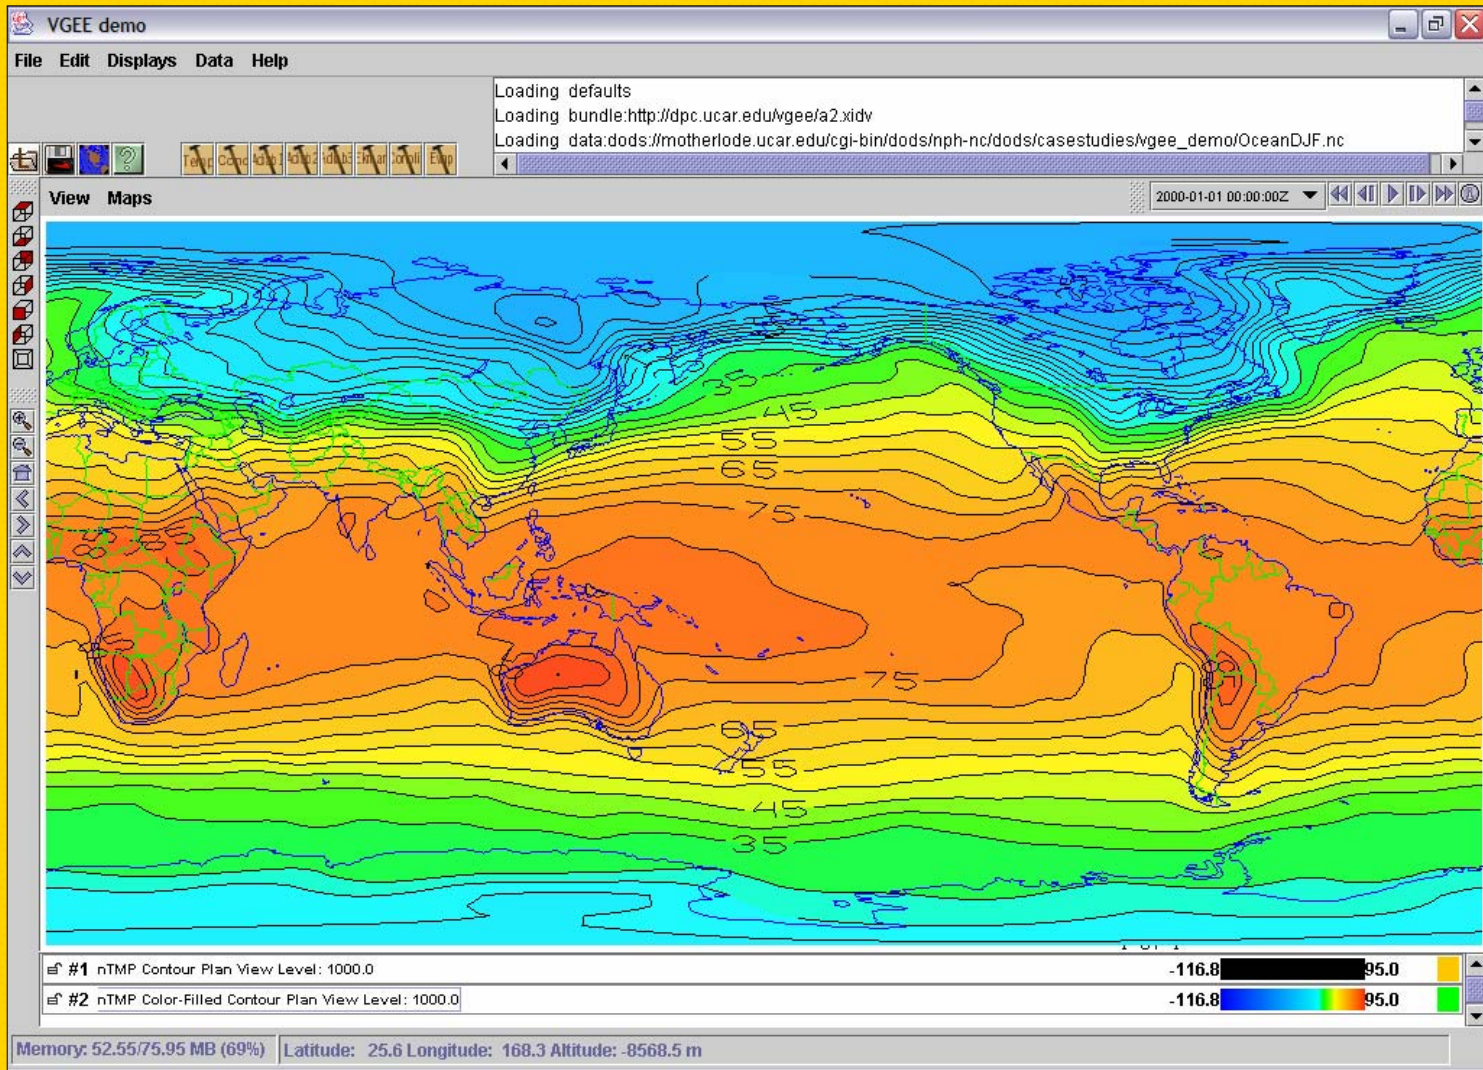 VGEE demo
File Edit Displays Data Help
Loading defaults
Loading bundle:http://dpc.ucar.edu/vgee/a2.xidv
Loading data:dods://motherlode.ucar.edu/cgi-bin/dods/nph-nc/dods/casestudies/vgee_demo/OceanDJF.nc
View Maps
2000-01-01 00:00:00Z
35
45
55
65
75
75
65
55
45
35
#1 nTMP Contour Plan View Level: 1000.0
-116.8 95.0
#2 nTMP Color-Filled Contour Plan View Level: 1000.0
-116.8 95.0
Memory: 52.55/75.95 MB (69%) Latitude: 25.6 Longitude: 168.3 Altitude: -8568.5 m